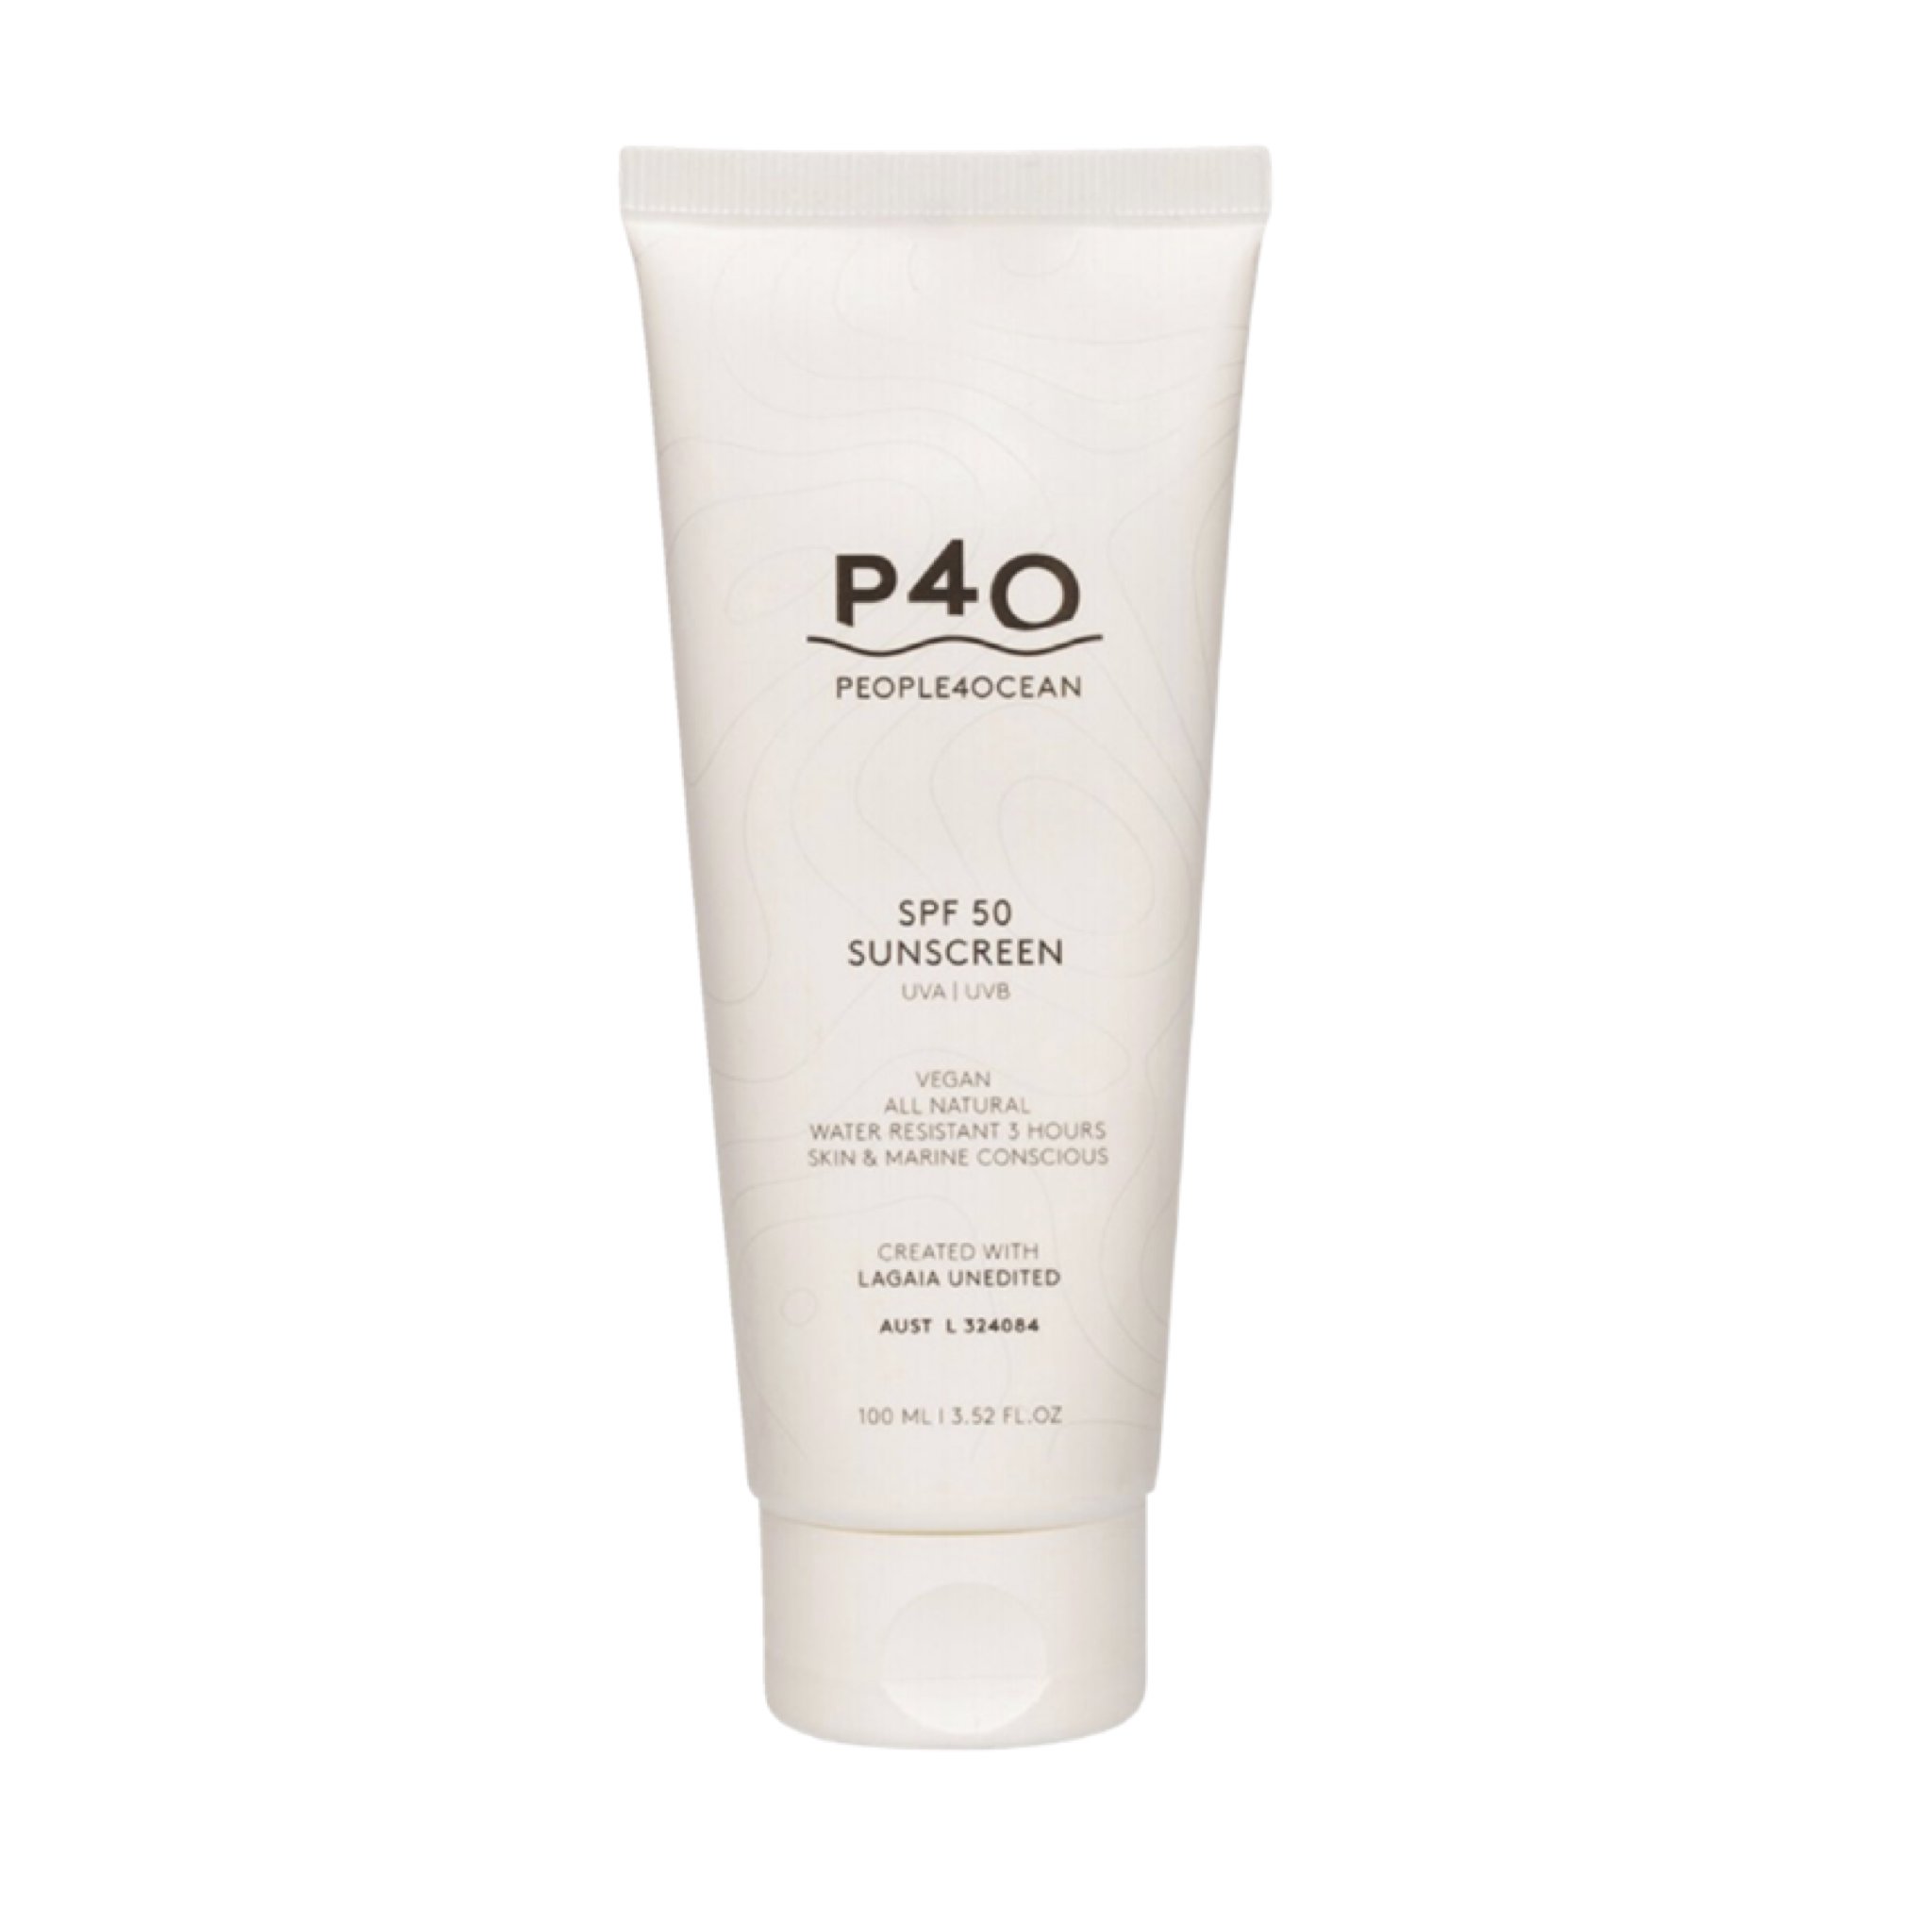 P4O
PEOPLE4OCEAN
SPF 50
SUNSCREEN
UVA | UVB
VEGAN
ALL NATURAL
WATER RESISTANT 3 HOURS
SKIN & MARINE CONSCIOUS
CREATED WITH
LAGAIA UNEDITED
AUST L 324084
100 ML | 3.52 FL.OZ